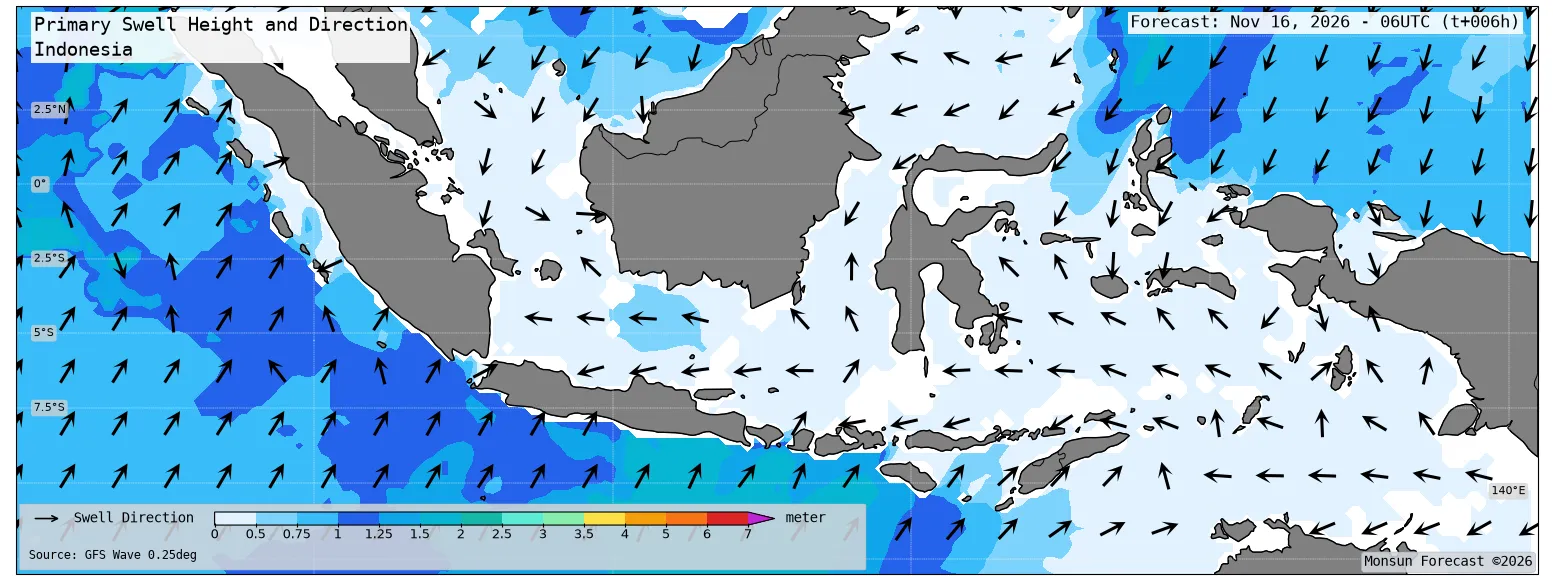 Primary Swell Height and Direction
Indonesia
Forecast: Nov 16, 2026 - 06UTC (t+006h)
2.5°N
0°
2.5°S
5°S
7.5°S
140°E
Swell Direction
meter
0 0.5 0.75 1 1.25 1.5 2 2.5 3 3.5 4 5 6 7
Source: GFS Wave 0.25deg
Monsun Forecast ©2026